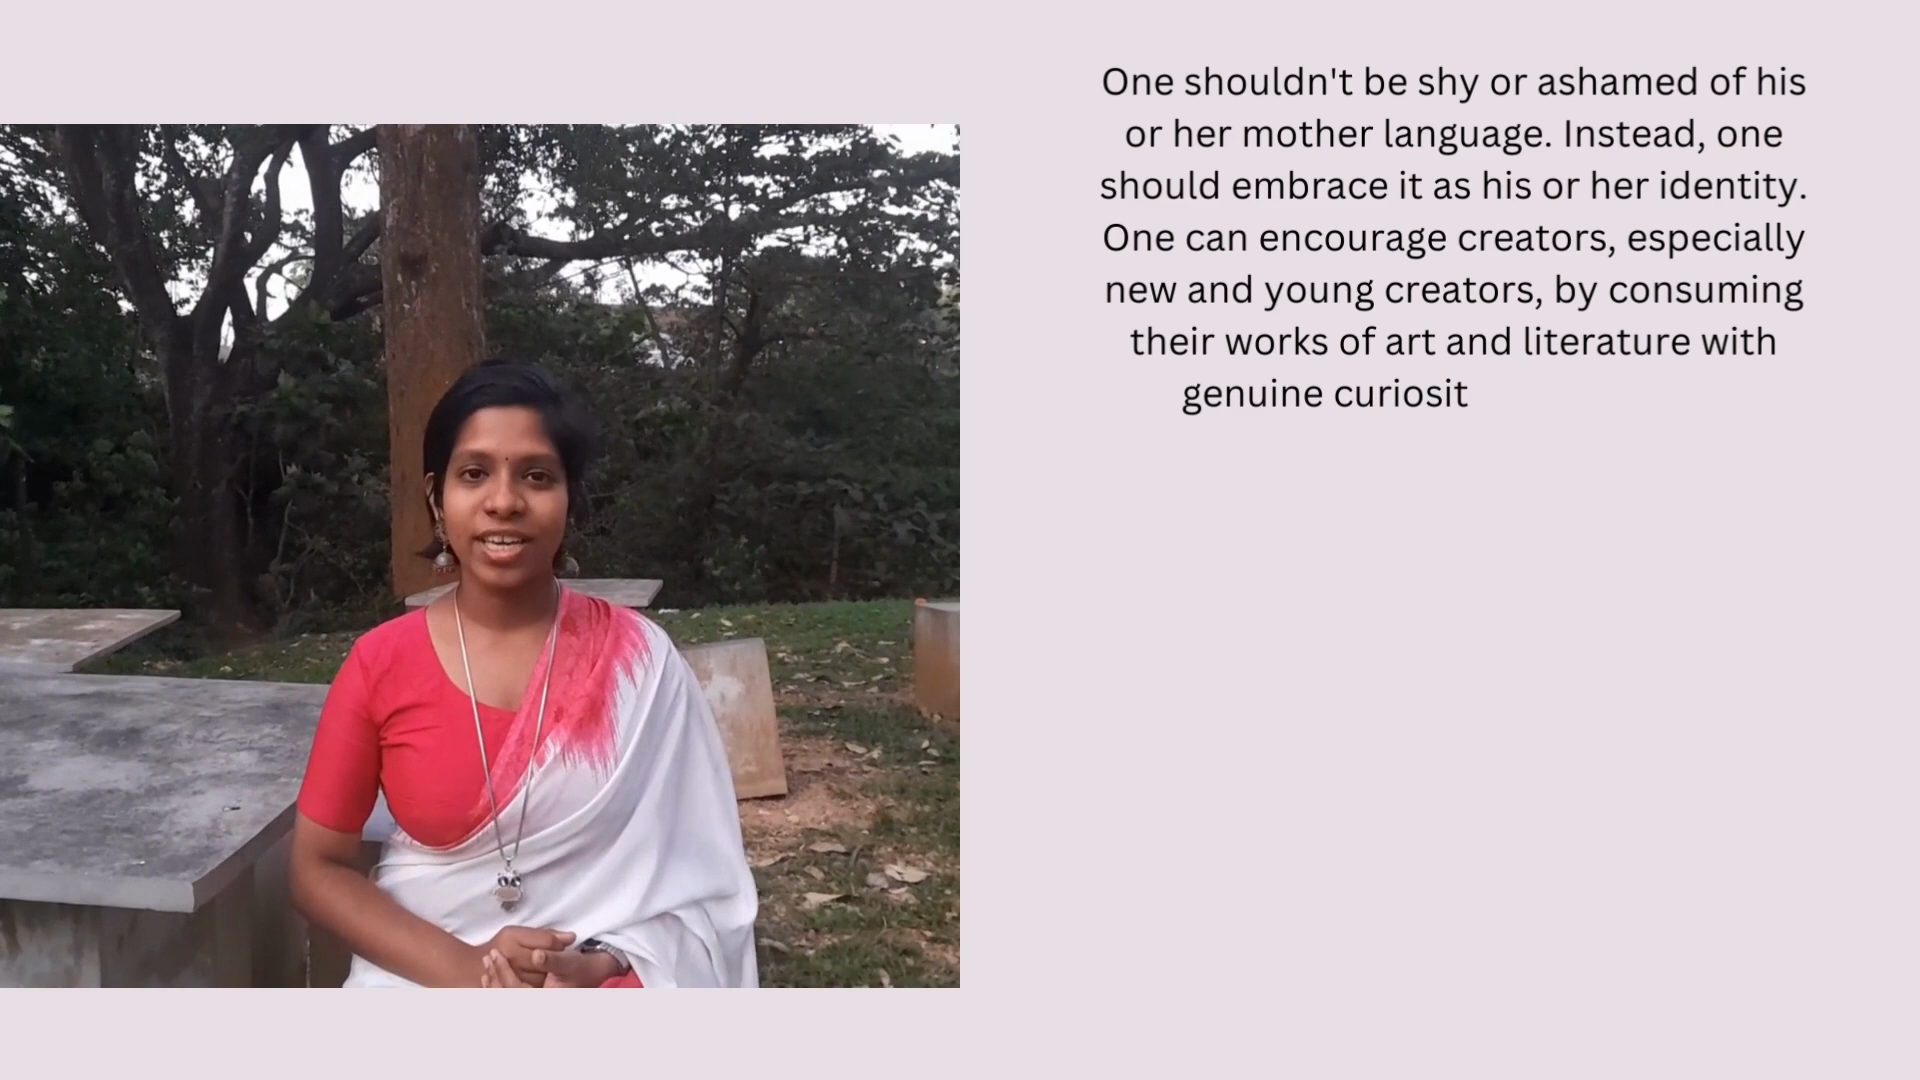 One shouldn't be shy or ashamed of his
or her mother language. Instead, one
should embrace it as his or her identity.
One can encourage creators, especially
new and young creators, by consuming
their works of art and literature with
genuine curiosit